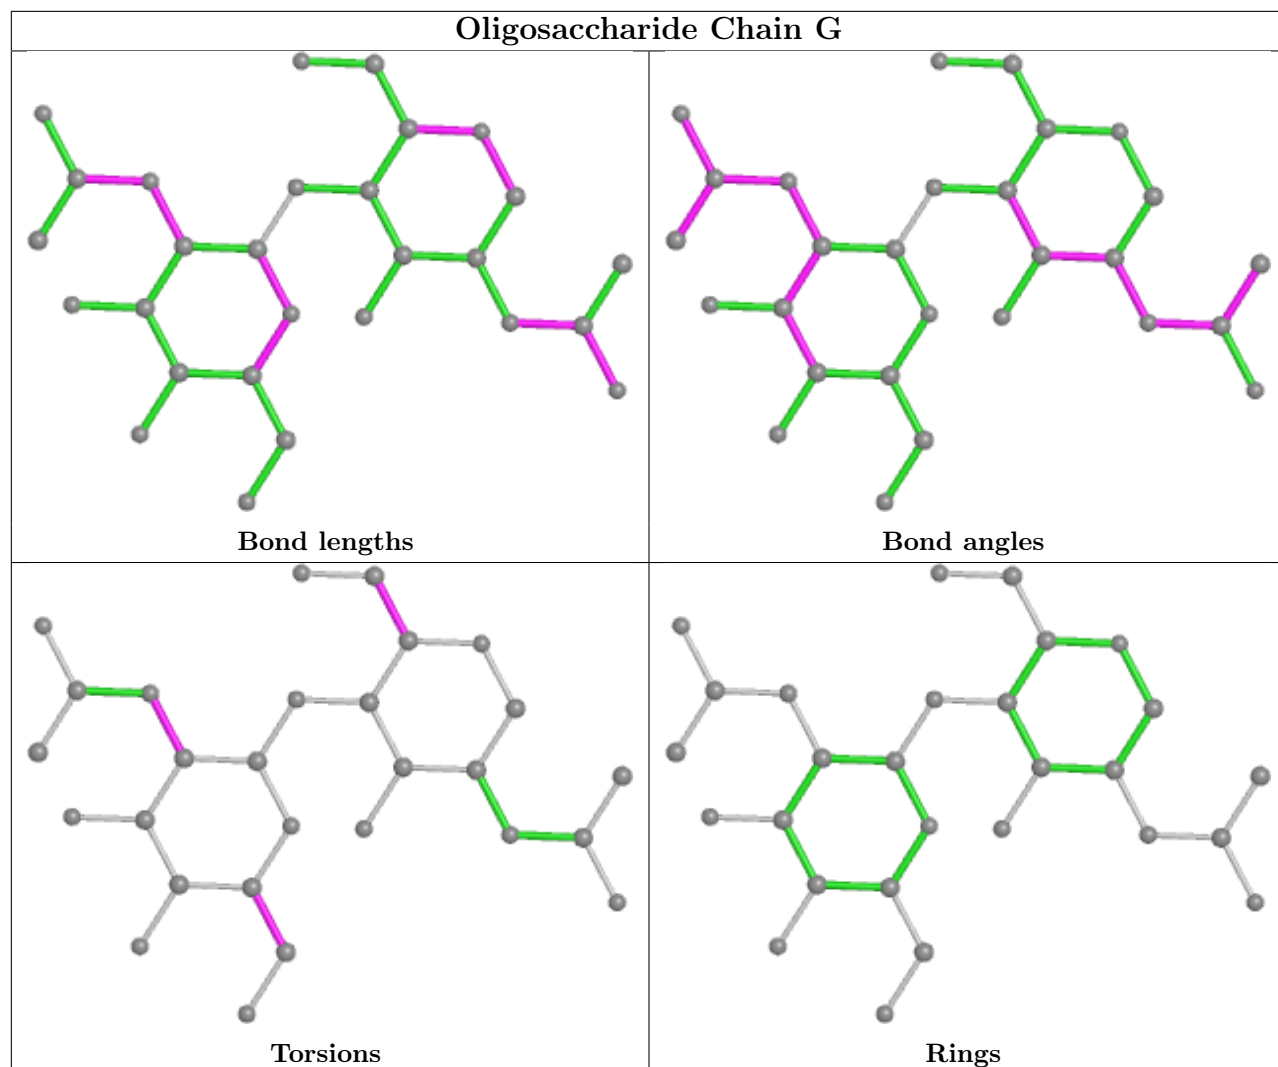 Oligosaccharide Chain G
Bond lengths
Bond angles
Torsions
Rings